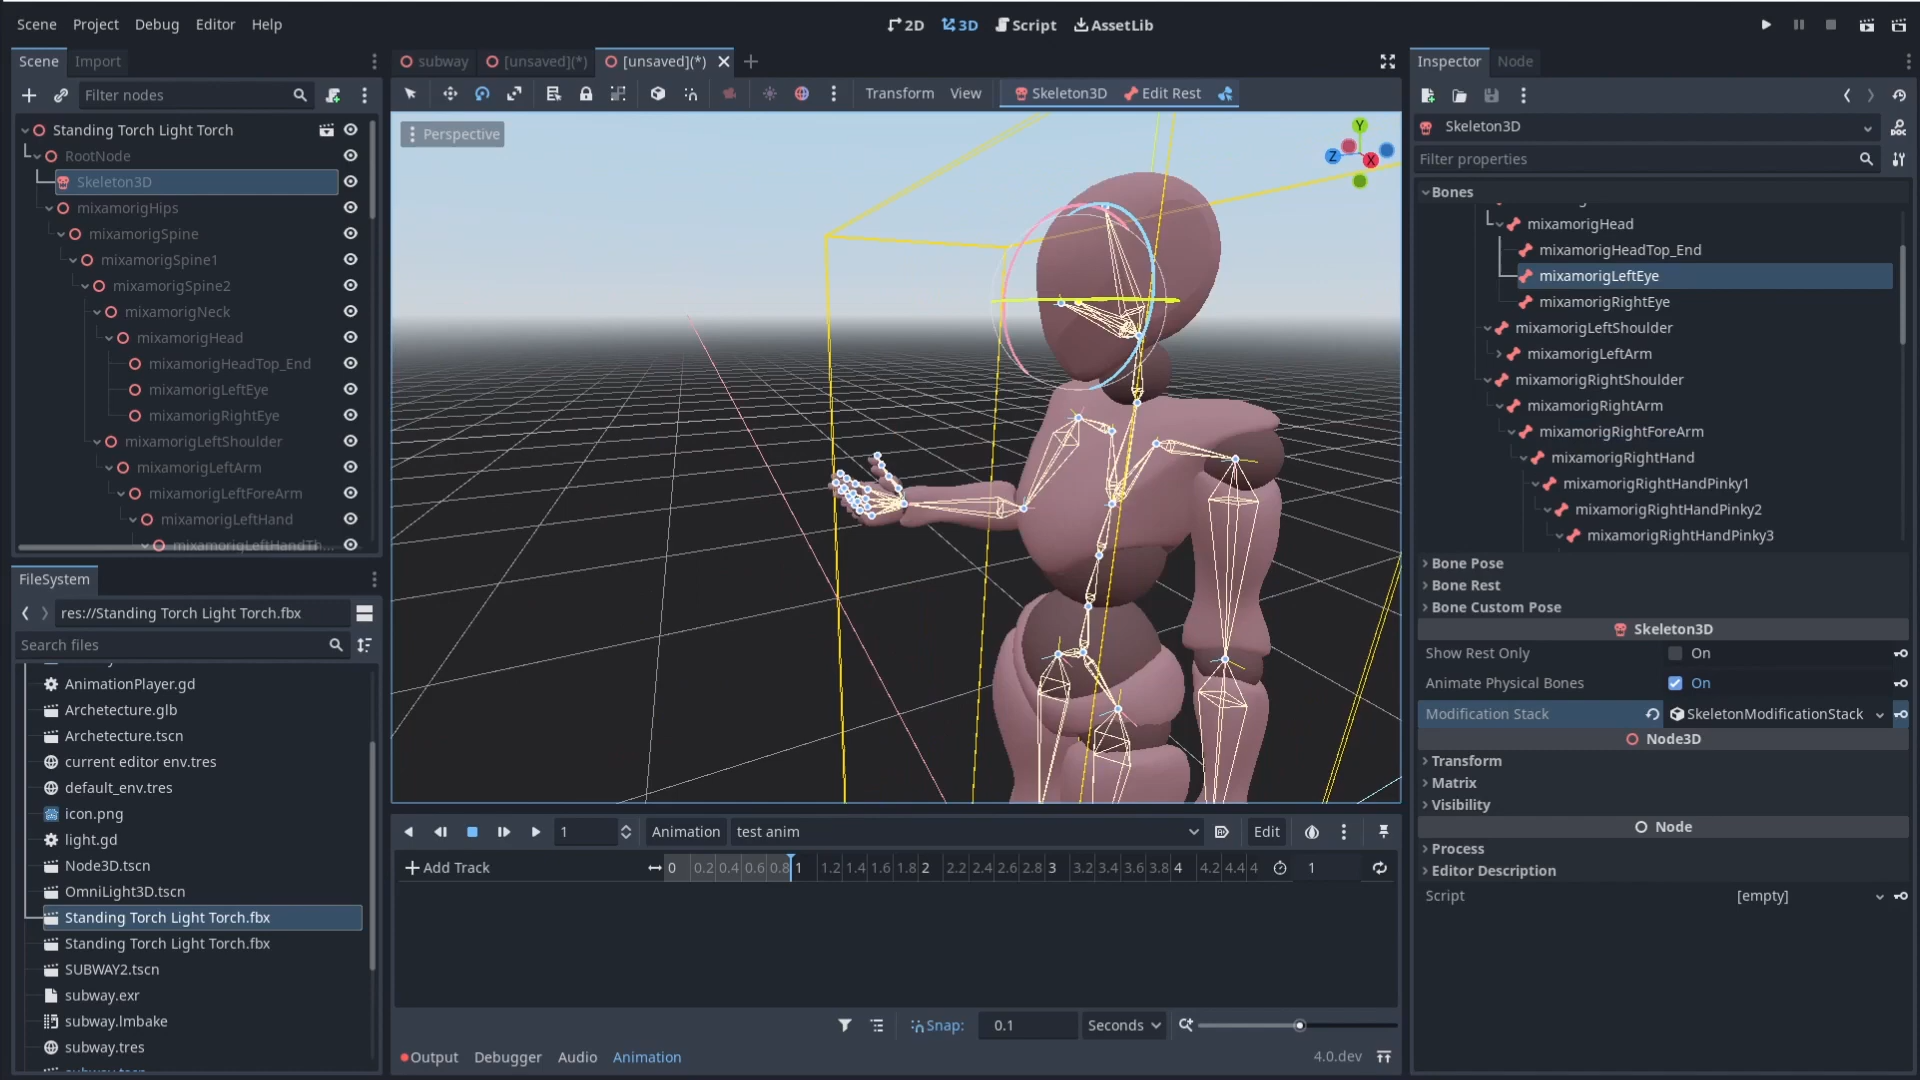 Scene Project Debug Editor Help
2D 3D Script AssetLib
Scene Import
Filter nodes
Standing Torch Light Torch
RootNode
Skeleton3D
mixamorigHips
mixamorigSpine
mixamorigSpine1
mixamorigSpine2
mixamorigNeck
mixamorigHead
mixamorigHeadTop_End
mixamorigLeftEye
mixamorigRightEye
mixamorigLeftShoulder
mixamorigLeftArm
mixamorigLeftForeArm
mixamorigLeftHand
mixamorigLeftHandTh...
FileSystem
res://Standing Torch Light Torch.fbx
Search files
AnimationPlayer.gd
Archetecture.glb
Archetecture.tscn
current editor env.tres
default_env.tres
icon.png
light.gd
Node3D.tscn
OmniLight3D.tscn
Standing Torch Light Torch.fbx
Standing Torch Light Torch.fbx
SUBWAY2.tscn
subway.exr
subway.lmbake
subway.tres
subway [unsaved](*) [unsaved](*)
Transform View Skeleton3D Edit Rest
Perspective
Y
Z X
1 Animation test anim Edit
Add Track 0 0.2 0.4 0.6 0.8 1 1.2 1.4 1.6 1.8 2 2.2 2.4 2.6 2.8 3 3.2 3.4 3.6 3.8 4 4.2 4.4 4 1
Snap: 0.1 Seconds
Output Debugger Audio Animation 4.0.dev
Inspector Node
Skeleton3D
DOC
Filter properties
Bones
mixamorigHead
mixamorigHeadTop_End
mixamorigLeftEye
mixamorigRightEye
mixamorigLeftShoulder
mixamorigLeftArm
mixamorigRightShoulder
mixamorigRightArm
mixamorigRightForeArm
mixamorigRightHand
mixamorigRightHandPinky1
mixamorigRightHandPinky2
mixamorigRightHandPinky3
Bone Pose
Bone Rest
Bone Custom Pose
Skeleton3D
Show Rest Only On
Animate Physical Bones On
Modification Stack SkeletonModificationStack
Node3D
Transform
Matrix
Visibility
Node
Process
Editor Description
Script [empty]